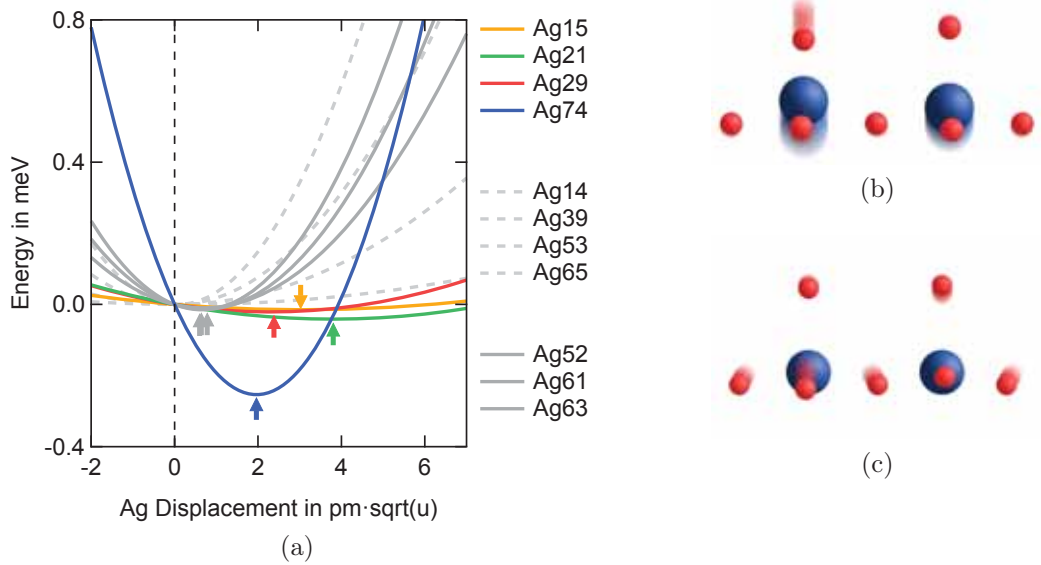 0.8
0.4
0.0
-0.4
Energy in meV
-2
0
2
4
6
Ag Displacement in pm·sqrt(u)
(a)
Ag15
Ag21
Ag29
Ag74
Ag14
Ag39
Ag53
Ag65
Ag52
Ag61
Ag63
(b)
(c)